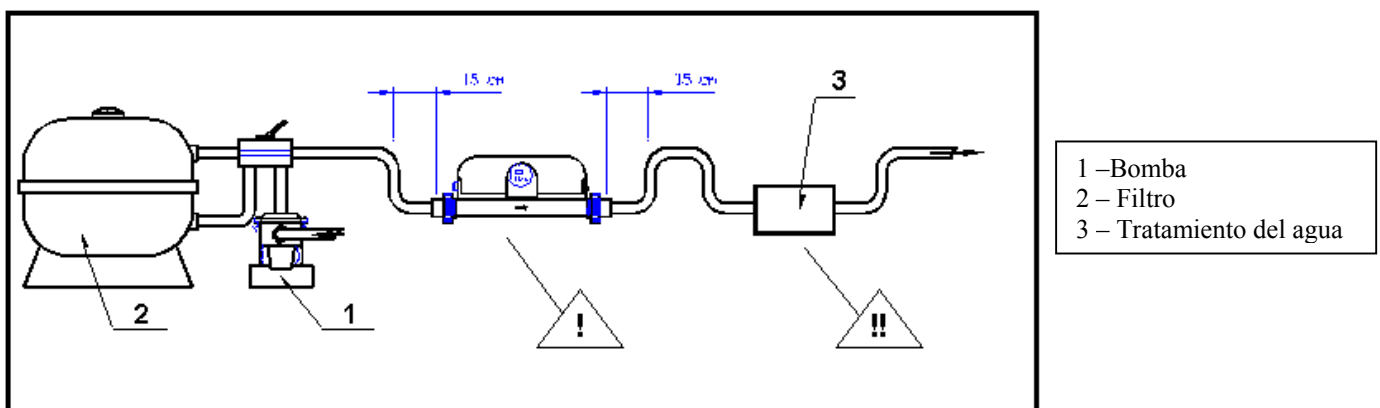 15 cm
15 cm
3
2
1
!
!!
1 –Bomba
2 – Filtro
3 – Tratamiento del agua